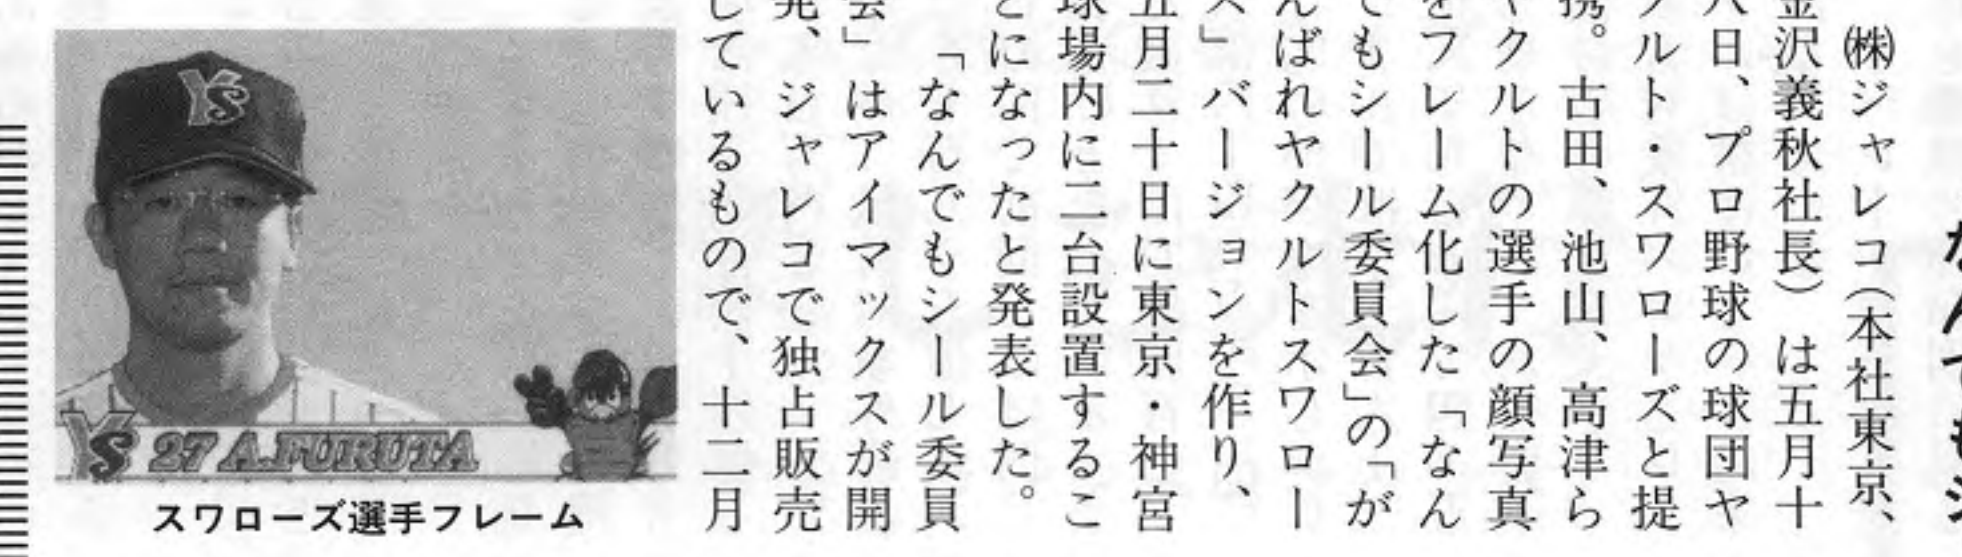 ㈱ジャレコ(本社東京、
金沢義秋社長)は五月十
八日、プロ野球の球団ヤ
クルト・スワローズと提
携。古田、池山、高津ら
ヤクルトの選手の顔写真
をフレーム化した「なん
でもシール委員会」の「が
んばれヤクルトスワロー
ズ」バージョンを作り、
五月二十日に東京・神宮
球場内に二台設置するこ
とになったと発表した。
「なんでもシール委員
会」はアイマックスが開
発、ジャレコで独占販売
しているもので、十二月
YS
YS 27 A.FURUTA
スワローズ選手フレーム